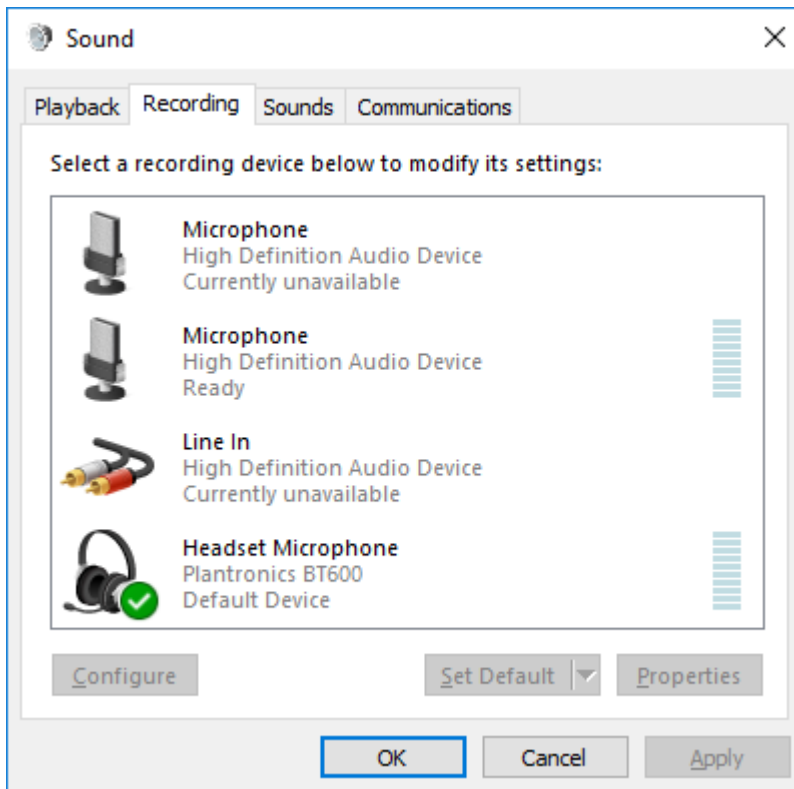 Sound
Playback Recording Sounds Communications
Select a recording device below to modify its settings:
Microphone
High Definition Audio Device
Currently unavailable
Microphone
High Definition Audio Device
Ready
Line In
High Definition Audio Device
Currently unavailable
Headset Microphone
Plantronics BT600
Default Device
Configure Set Default Properties
OK Cancel Apply